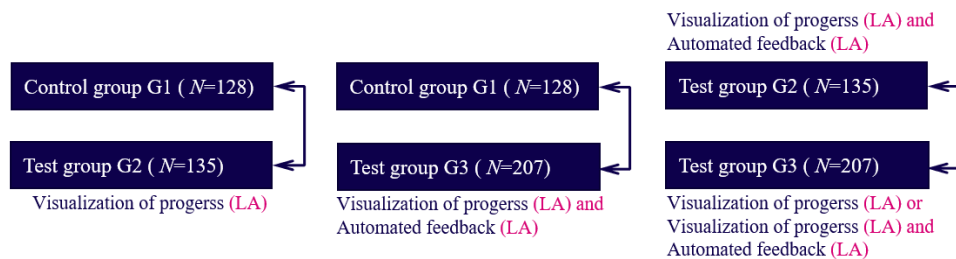 Control group G1 ( N=128)
Test group G2 ( N=135)
Visualization of progerss (LA)
Control group G1 ( N=128)
Test group G3 ( N=207)
Visualization of progerss (LA) and
Automated feedback (LA)
Visualization of progerss (LA) and
Automated feedback (LA)
Test group G2 ( N=135)
Test group G3 ( N=207)
Visualization of progerss (LA) or
Visualization of progerss (LA) and
Automated feedback (LA)